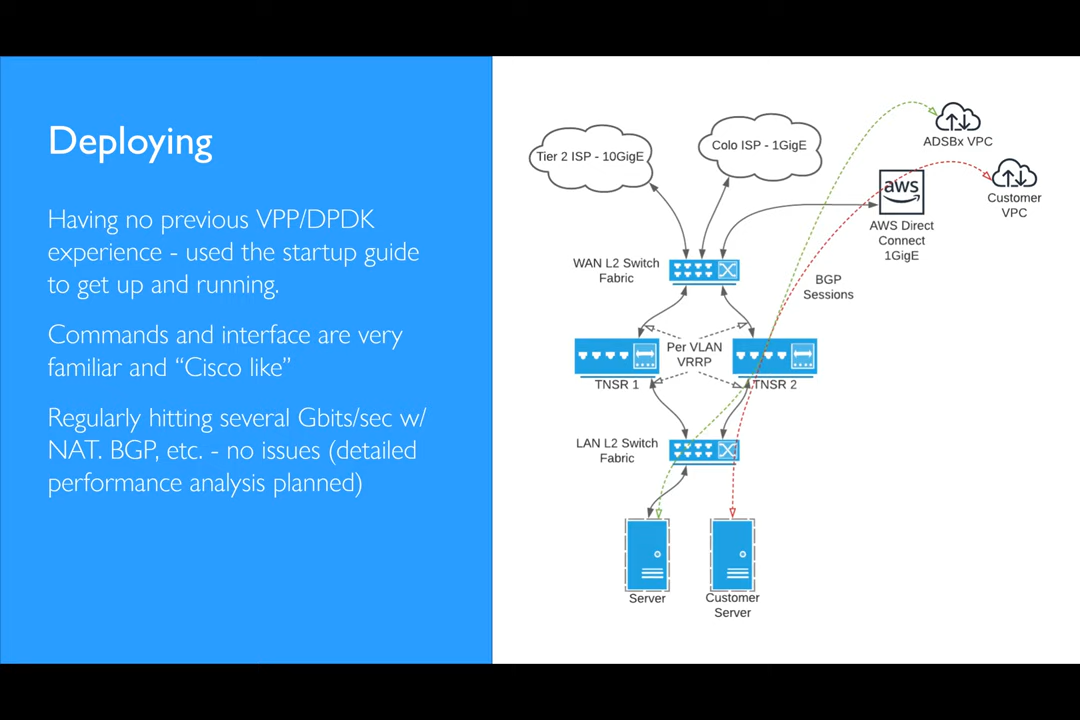 Deploying
Having no previous VPP/DPDK
experience - used the startup guide
to get up and running.
Commands and interface are very
familiar and “Cisco like”
Regularly hitting several Gbits/sec w/
NAT. BGP, etc. - no issues (detailed
performance analysis planned)
Tier 2 ISP - 10GigE
Colo ISP - 1GigE
ADSBx VPC
aws
AWS Direct
Connect
1GigE
Customer
VPC
WAN L2 Switch
Fabric
BGP
Sessions
Per VLAN
VRRP
TNSR 1
TNSR 2
LAN L2 Switch
Fabric
Server
Customer
Server